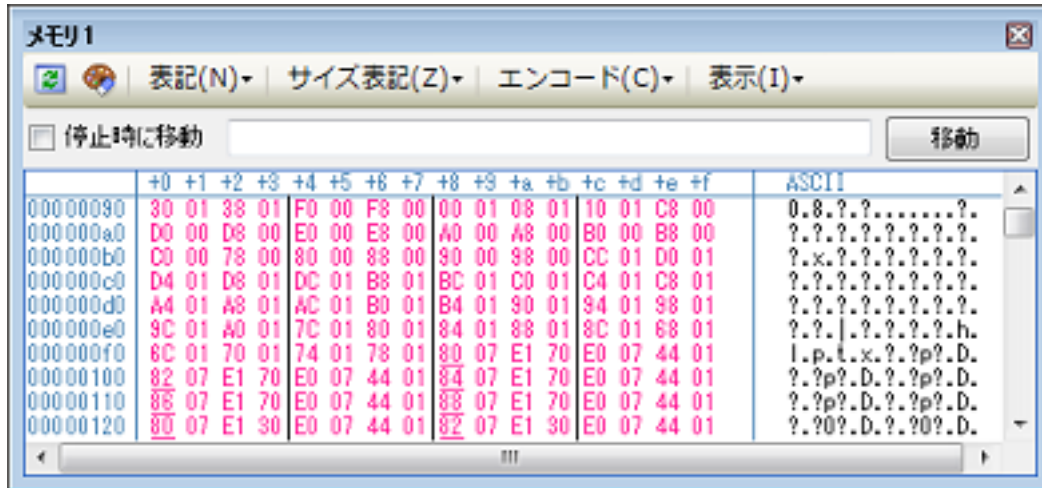 メモリ1
表記(N) サイズ表記(Z) エンコード(C) 表示(I)
停止時に移動 移動
+0 +1 +2 +3 +4 +5 +6 +7 +8 +9 +a +b +c +d +e +f ASCII
00000090 30 01 38 01 F0 00 F8 00 00 01 08 01 10 01 C8 00 0.8.?.?.......?.
000000a0 D0 00 D8 00 E0 00 E8 00 A0 00 A8 00 B0 00 B8 00 ?.?.?.?.?.?.?.?.
000000b0 C0 00 78 00 80 00 88 00 90 00 98 00 CC 01 D0 01 ?.x.?.?.?.?.?.?.
000000c0 D4 01 D8 01 DC 01 B8 01 BC 01 C0 01 C4 01 C8 01 ?.?.?.?.?.?.?.?.
000000d0 A4 01 A8 01 AC 01 B0 01 B4 01 90 01 94 01 98 01 ?.?.?.?.?.?.?.?.
000000e0 9C 01 A0 01 7C 01 80 01 84 01 88 01 8C 01 68 01 ?.?.|.?.?.?.?.h.
000000f0 6C 01 70 01 74 01 78 01 80 07 E1 70 E0 07 44 01 l.p.t.x.?.?p?.D.
00000100 82 07 E1 70 E0 07 44 01 84 07 E1 70 E0 07 44 01 ?.?p?.D.?.?p?.D.
00000110 86 07 E1 70 E0 07 44 01 88 07 E1 70 E0 07 44 01 ?.?p?.D.?.?p?.D.
00000120 80 07 E1 30 E0 07 44 01 82 07 E1 30 E0 07 44 01 ?.?0?.D.?.?0?.D.